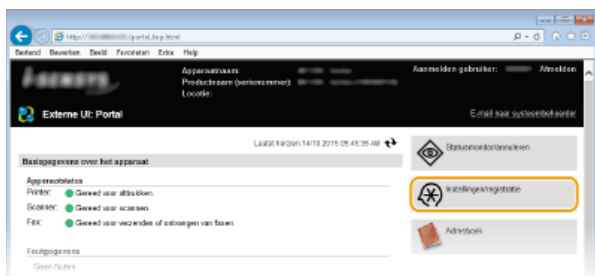 http:// /portal_top.html
Bestand Bewerken Beeld Favorieten Extra Help
Apparaatnaam:
Productnaam (serienummer):
Locatie:
Aanmelden gebruiker: Afmelden
Externe UI: Portal
E-mail naar systeembeheerder
Laatst herzien:14/10 2015 05:45:35 AM
Basisgegevens over het apparaat
Apparaatstatus
Printer: Gereed voor afdrukken.
Scanner: Gereed voor scannen.
Fax: Gereed voor verzenden of ontvangen van faxen.
Foutgegevens
Geen fouten.
Statusmonitor/annuleren
Instellingen/registratie
Adresboek